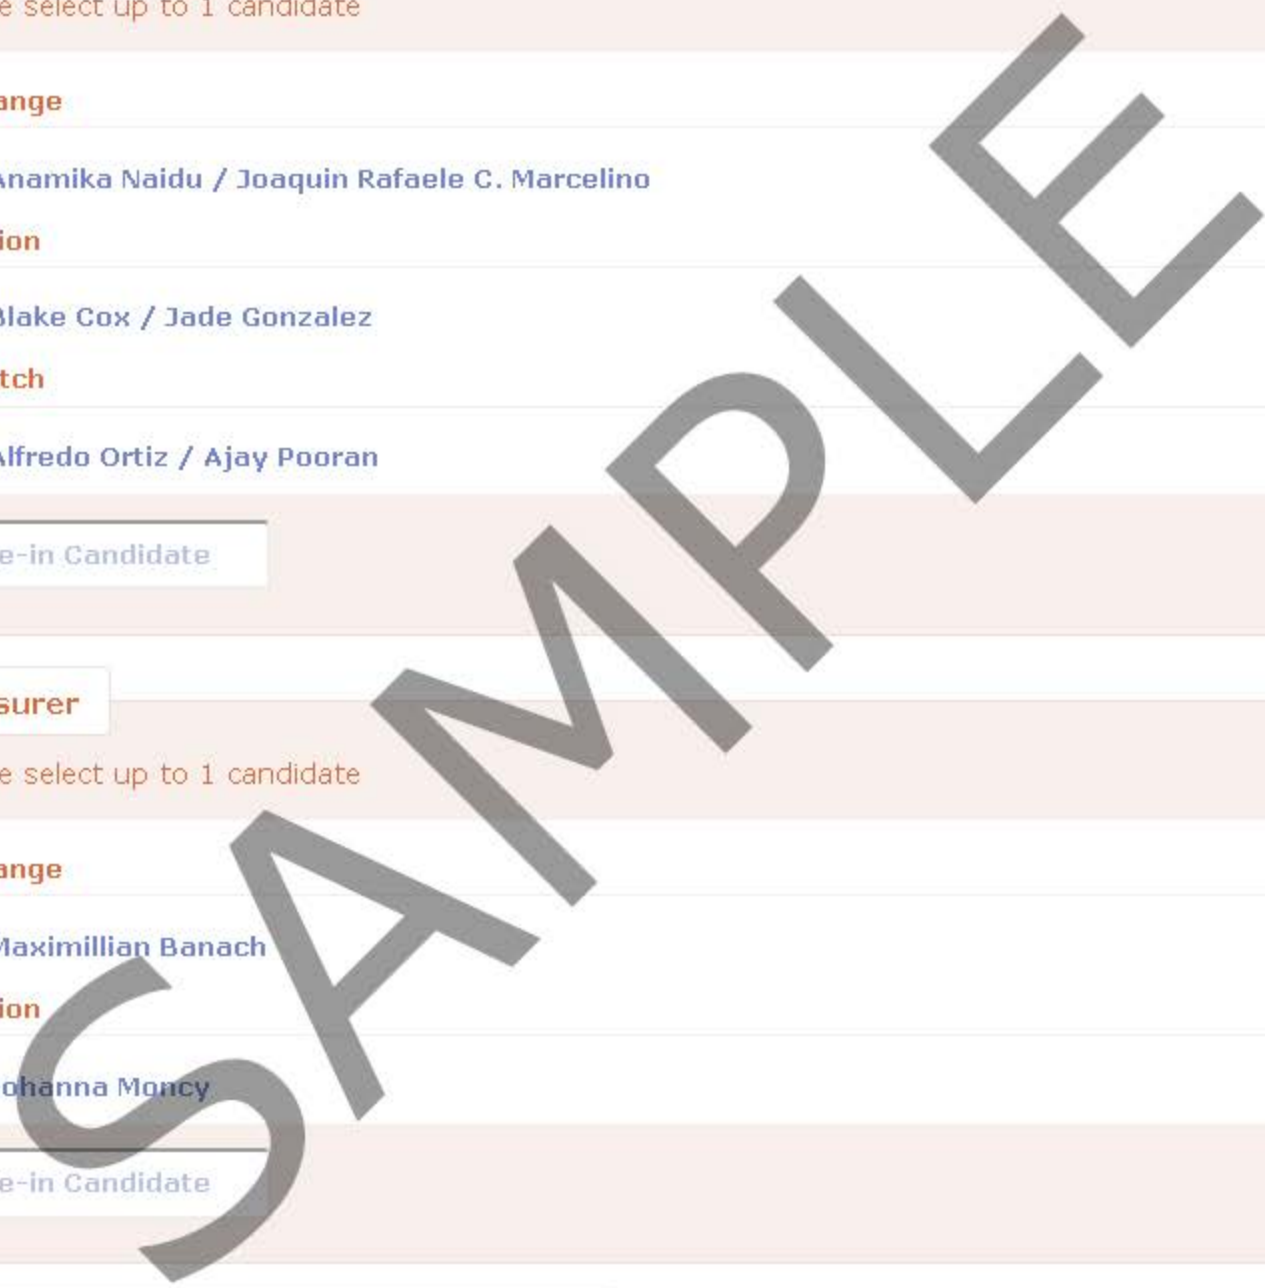 e select up to 1 candidate
ange
Anamika Naidu / Joaquin Rafaele C. Marcelino
ion
Blake Cox / Jade Gonzalez
tch
Alfredo Ortiz / Ajay Pooran
e-in Candidate
surer
e select up to 1 candidate
ange
Maximillian Banach
ion
ohanna Moncy
e-in Candidate
SAMPLE